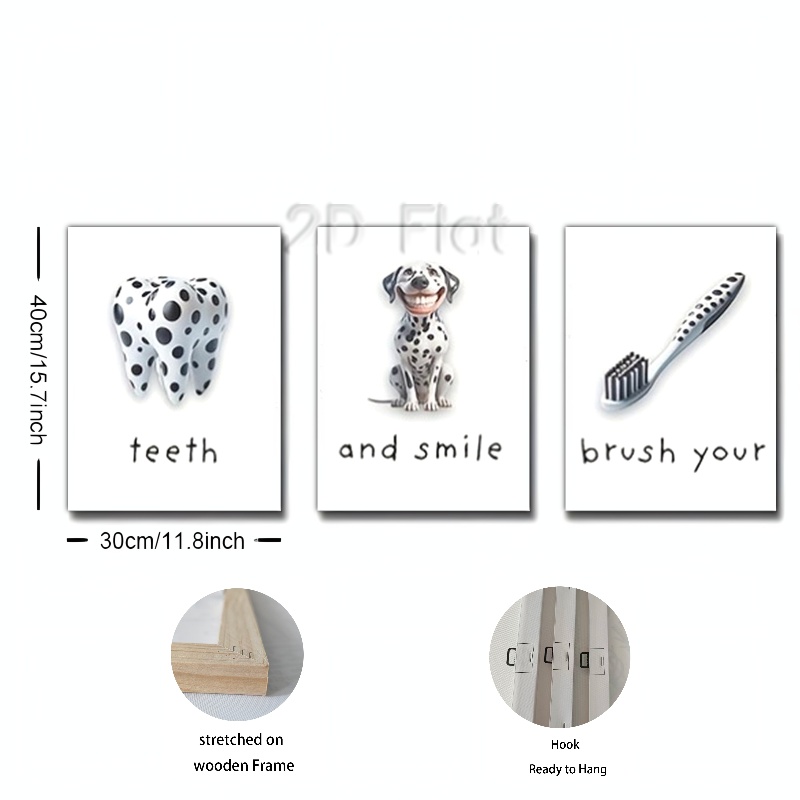 2D Flat
40cm/15.7inch
teeth
and smile
brush your
30cm/11.8inch
stretched on
wooden Frame
Hook
Ready to Hang